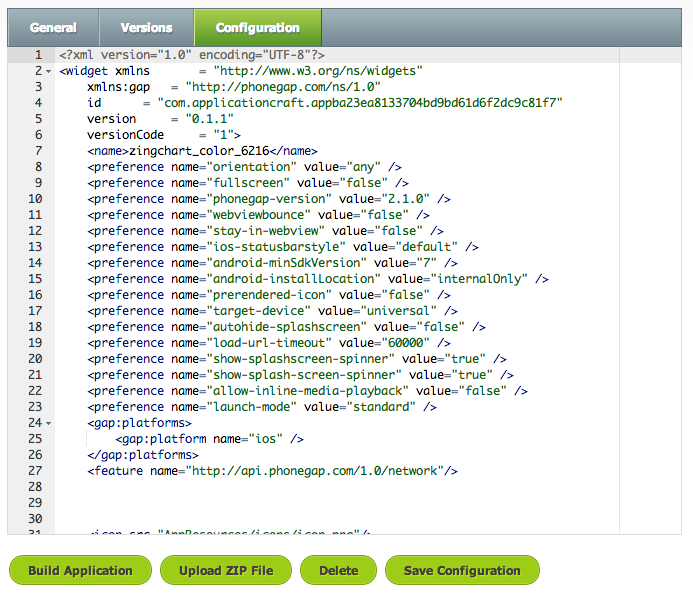 General Versions Configuration
1 <?xml version="1.0" encoding="UTF-8"?>
2 <widget xmlns = "http://www.w3.org/ns/widgets"
3 xmlns:gap = "http://phonegap.com/ns/1.0"
4 id = "com.applicationcraft.appba23ea8133704bd9bd61d6f2dc9c81f7"
5 version = "0.1.1"
6 versionCode = "1">
7 <name>zingchart_color_6216</name>
8 <preference name="orientation" value="any" />
9 <preference name="fullscreen" value="false" />
10 <preference name="phonegap-version" value="2.1.0" />
11 <preference name="webviewbounce" value="false" />
12 <preference name="stay-in-webview" value="false" />
13 <preference name="ios-statusbarstyle" value="default" />
14 <preference name="android-minSdkVersion" value="7" />
15 <preference name="android-installLocation" value="internalOnly" />
16 <preference name="prerendered-icon" value="false" />
17 <preference name="target-device" value="universal" />
18 <preference name="autohide-splashscreen" value="false" />
19 <preference name="load-url-timeout" value="60000" />
20 <preference name="show-splashscreen-spinner" value="true" />
21 <preference name="show-splash-screen-spinner" value="true" />
22 <preference name="allow-inline-media-playback" value="false" />
23 <preference name="launch-mode" value="standard" />
24 <gap:platforms>
25 <gap:platform name="ios" />
26 </gap:platforms>
27 <feature name="http://api.phonegap.com/1.0/network"/>
28
29
30
31 <icon src="AppResources/icons/icon.png"/>
Build Application Upload ZIP File Delete Save Configuration